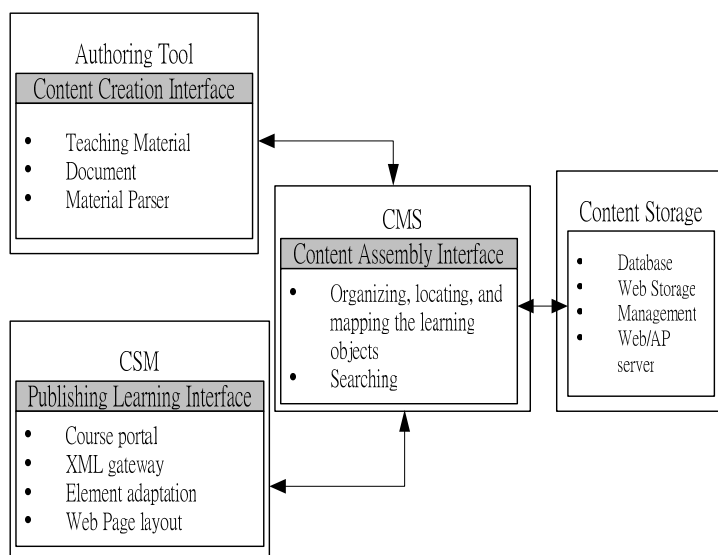 Authoring Tool
Content Creation Interface
• Teaching Material
• Document
• Material Parser
CMS
Content Assembly Interface
• Organizing, locating, and
mapping the learning
objects
• Searching
Content Storage
• Database
• Web Storage
• Management
• Web/AP
server
CSM
Publishing Learning Interface
• Course portal
• XML gateway
• Element adaptation
• Web Page layout